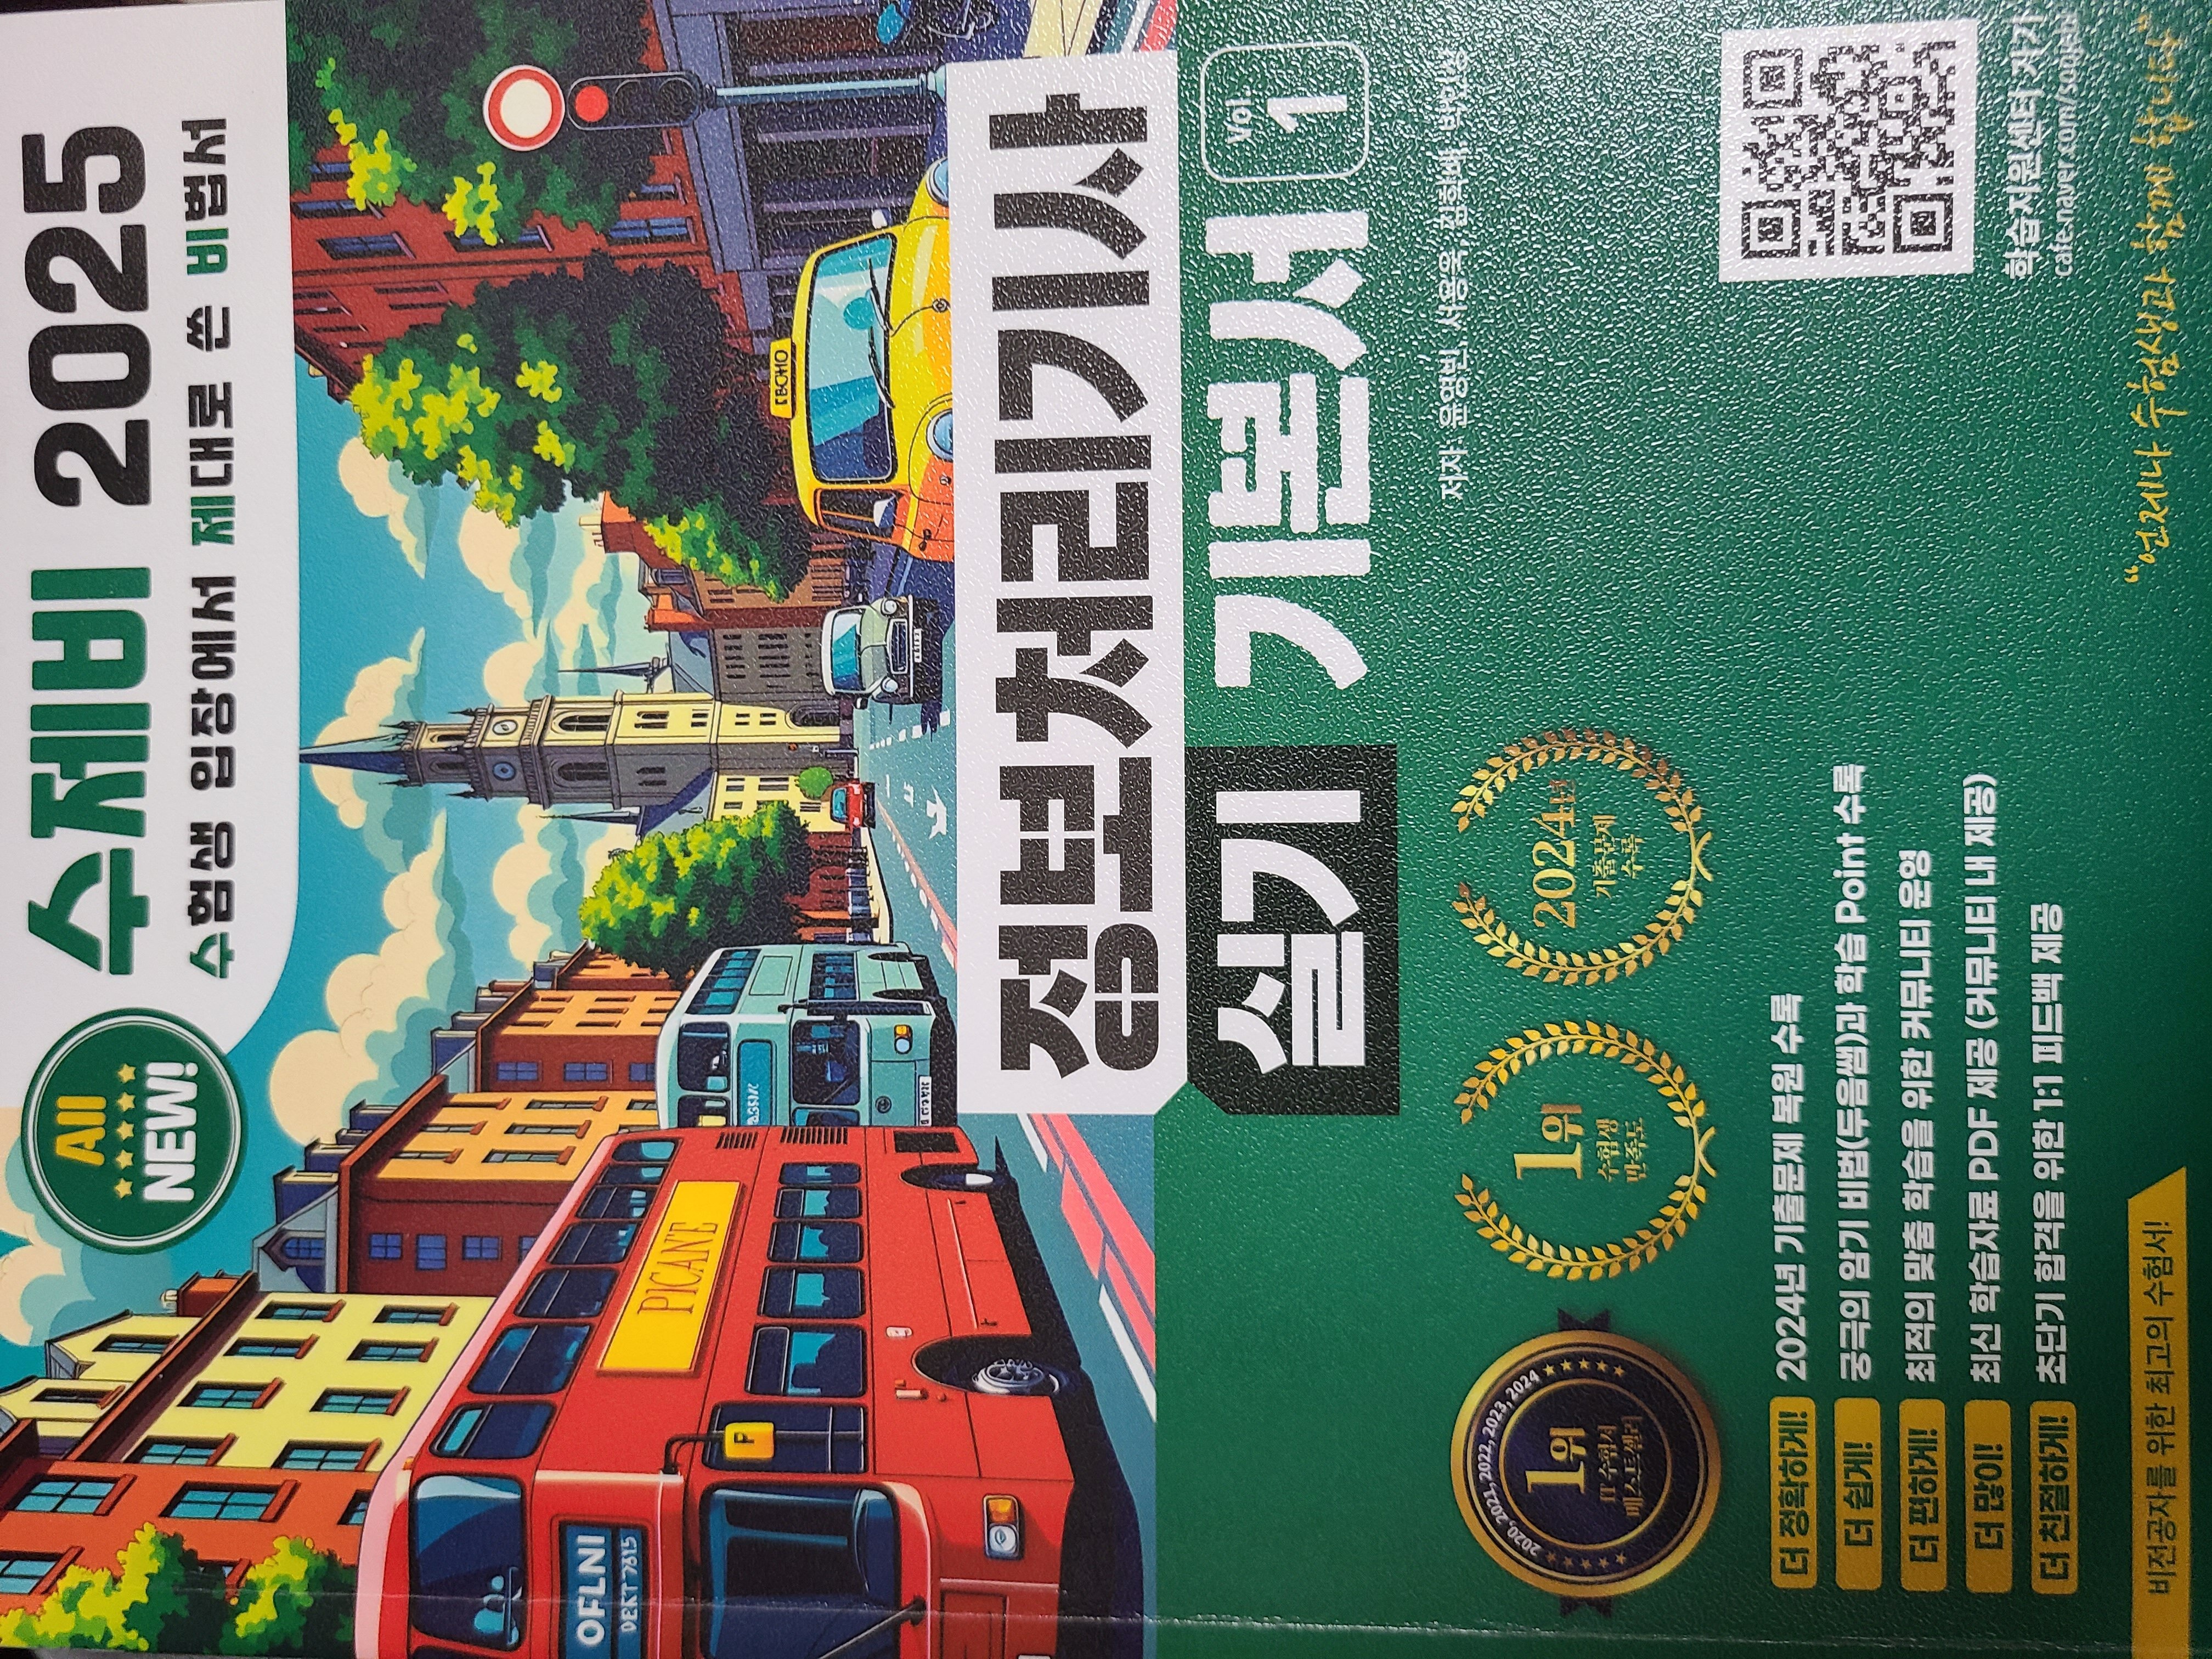 All
NEW!
수제비 2025
수험생 입장에서 제대로 쓴 비법서
PICANE
OFLNI
정보처리기사
실기 기본서
Vol.
1
저자 윤영빈, 서용욱, 김학배, 박인상
2020, 2021, 2022, 2023, 2024
1위
IT 수험서
베스트셀러
1위
수험생
만족도
2024년
기출문제
수록
더 정확하게! 2024년 기출문제 복원 수록
더 쉽게! 궁극의 암기 비법(두음쌤)과 학습 Point 수록
더 편하게! 최적의 맞춤 학습을 위한 커뮤니티 운영
더 많이! 최신 학습자료 PDF 제공 (커뮤니티 내 제공)
더 친절하게! 초단기 합격을 위한 1:1 피드백 제공
학습지원센터 가기
cafe.naver.com/soojebi
비전공자를 위한 최고의 수험서!
“언제나 수험생과 함께 합니다”